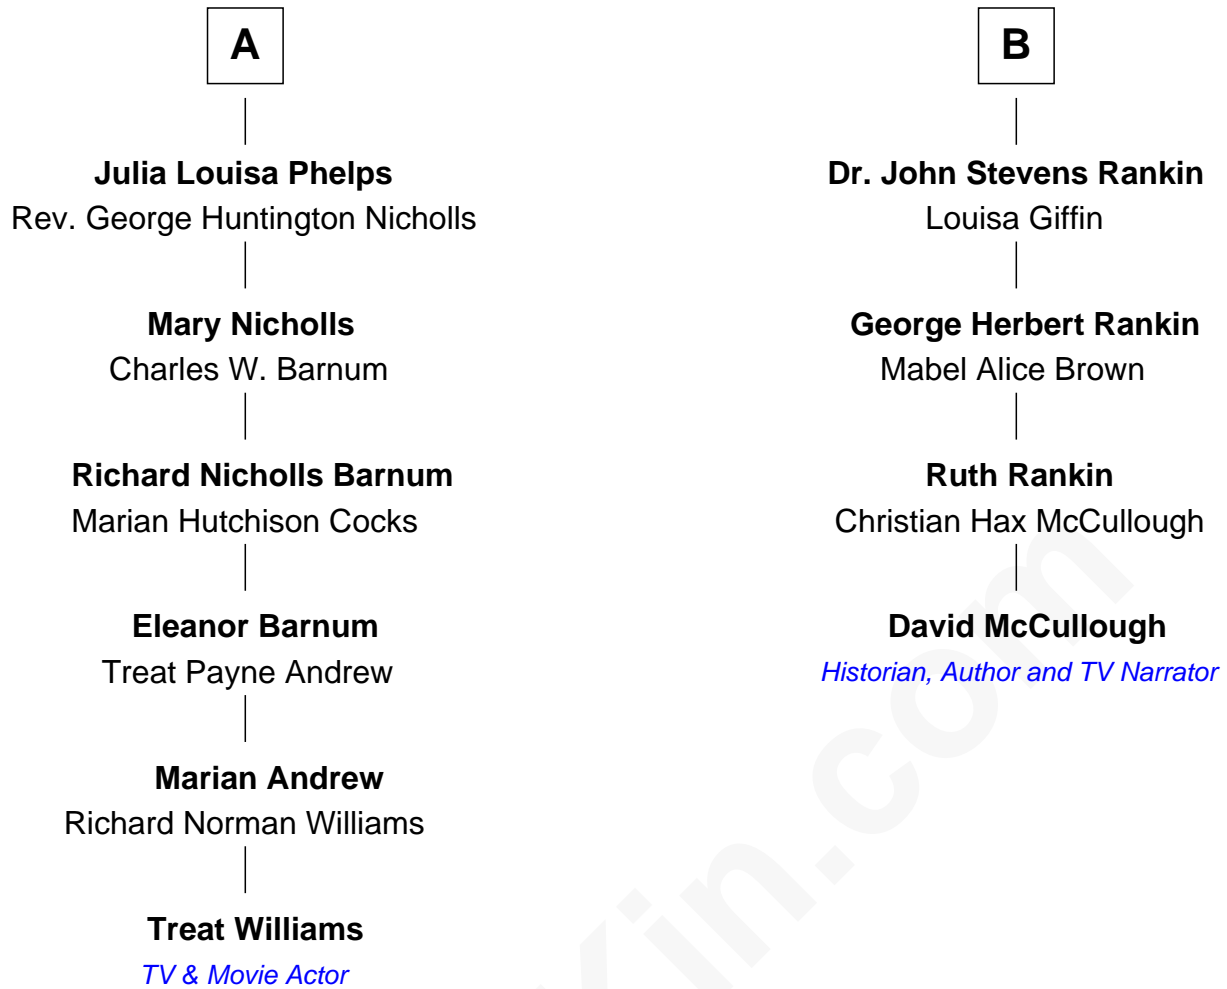 A
Julia Louisa Phelps
Rev. George Huntington Nicholls
Mary Nicholls
Charles W. Barnum
Richard Nicholls Barnum
Marian Hutchison Cocks
Eleanor Barnum
Treat Payne Andrew
Marian Andrew
Richard Norman Williams
Treat Williams
TV & Movie Actor
B
Dr. John Stevens Rankin
Louisa Giffin
George Herbert Rankin
Mabel Alice Brown
Ruth Rankin
Christian Hax McCullough
David McCullough
Historian, Author and TV Narrator